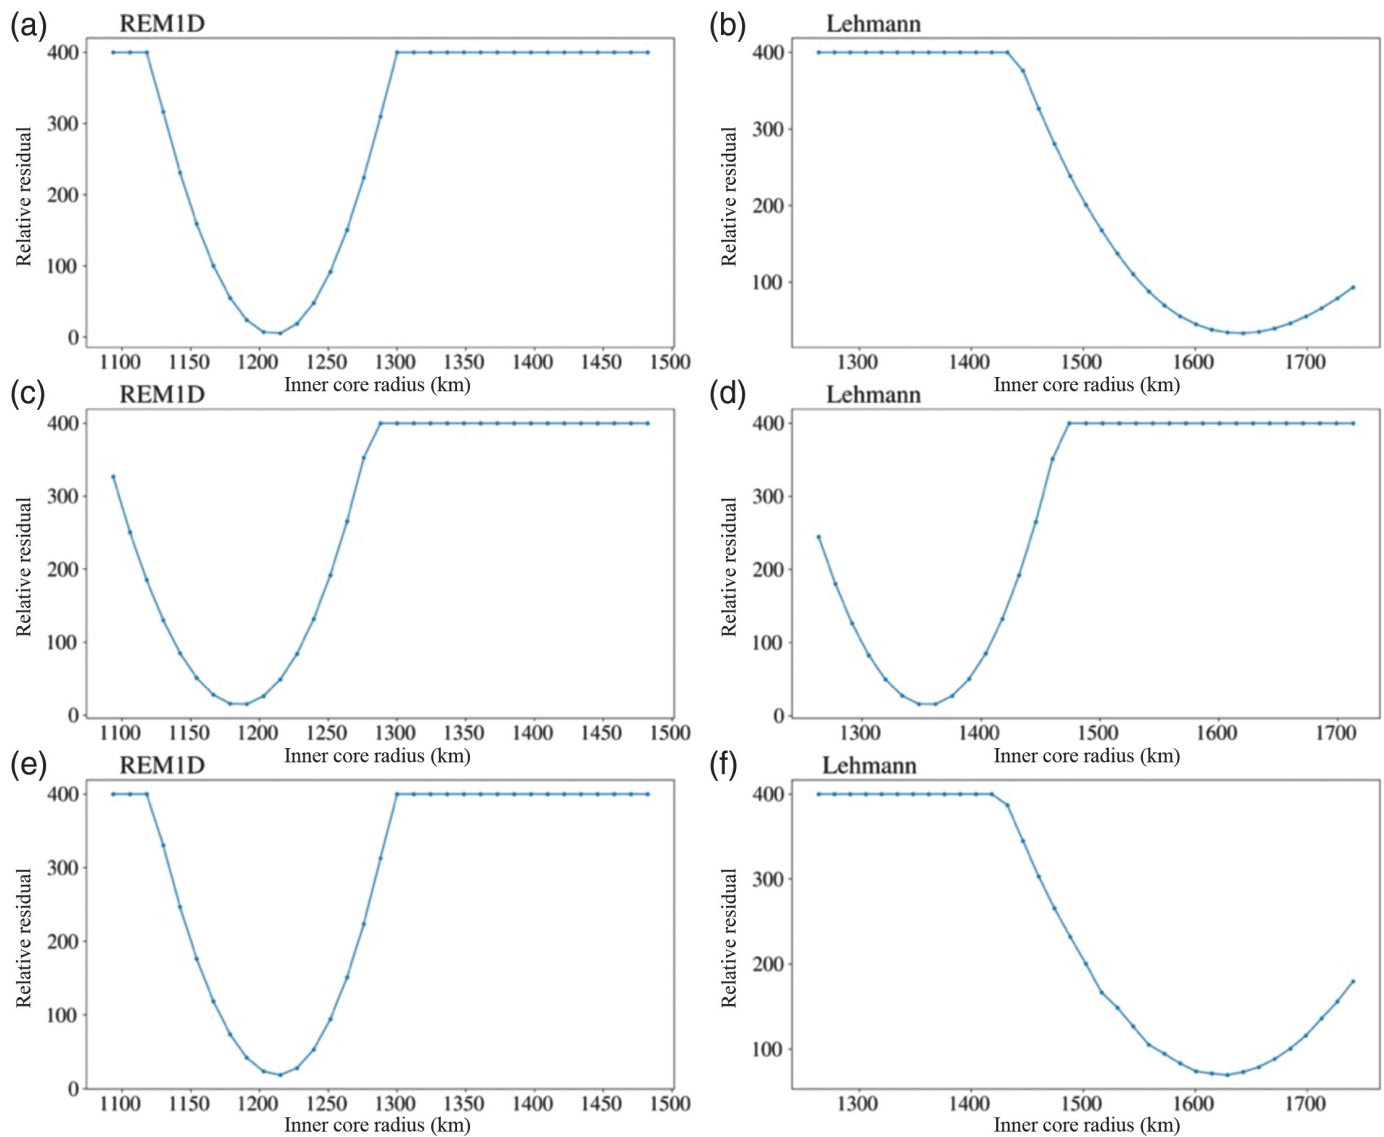 (a) REM1D
400
300
200
100
0
Relative residual
1100 1150 1200 1250 1300 1350 1400 1450 1500
Inner core radius (km)
(b) Lehmann
400
300
200
100
Relative residual
1300 1400 1500 1600 1700
Inner core radius (km)
(c) REM1D
400
300
200
100
0
Relative residual
1100 1150 1200 1250 1300 1350 1400 1450 1500
Inner core radius (km)
(d) Lehmann
400
300
200
100
0
Relative residual
1300 1400 1500 1600 1700
Inner core radius (km)
(e) REM1D
400
300
200
100
0
Relative residual
1100 1150 1200 1250 1300 1350 1400 1450 1500
Inner core radius (km)
(f) Lehmann
400
300
200
100
Relative residual
1300 1400 1500 1600 1700
Inner core radius (km)